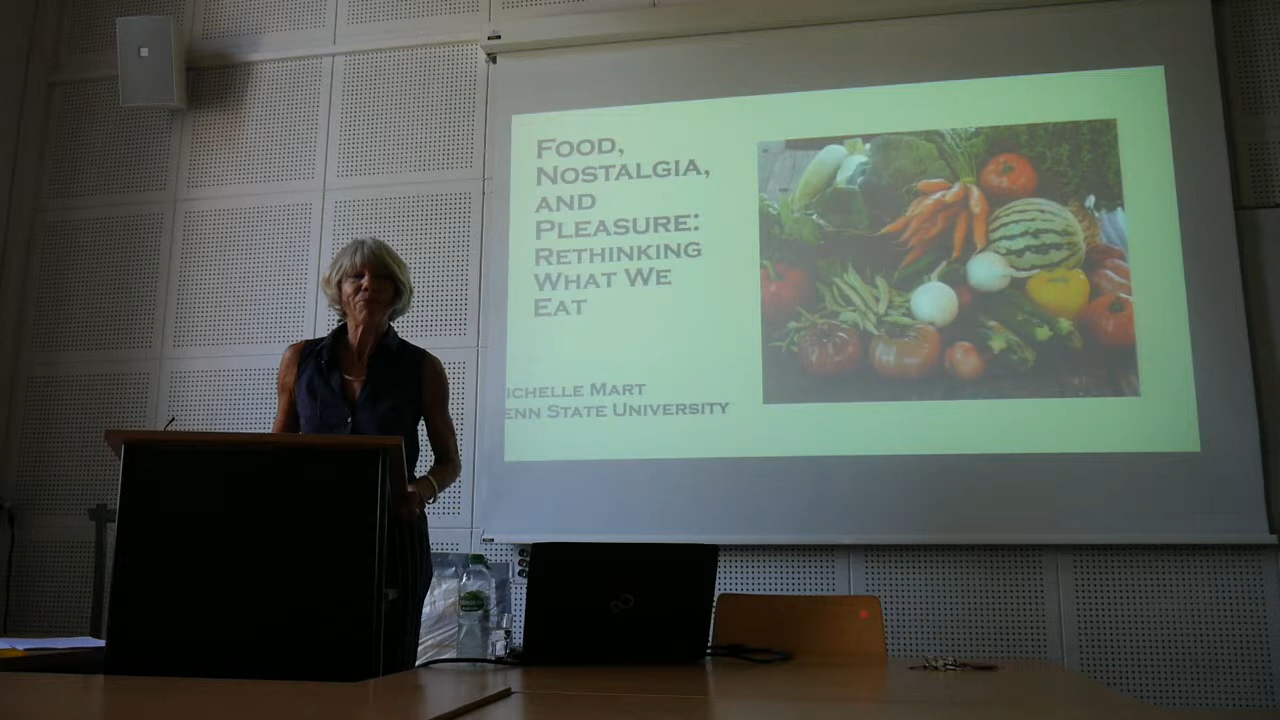 FOOD,
NOSTALGIA,
AND
PLEASURE:
RETHINKING
WHAT WE
EAT
ICHELLE MART
ENN STATE UNIVERSITY